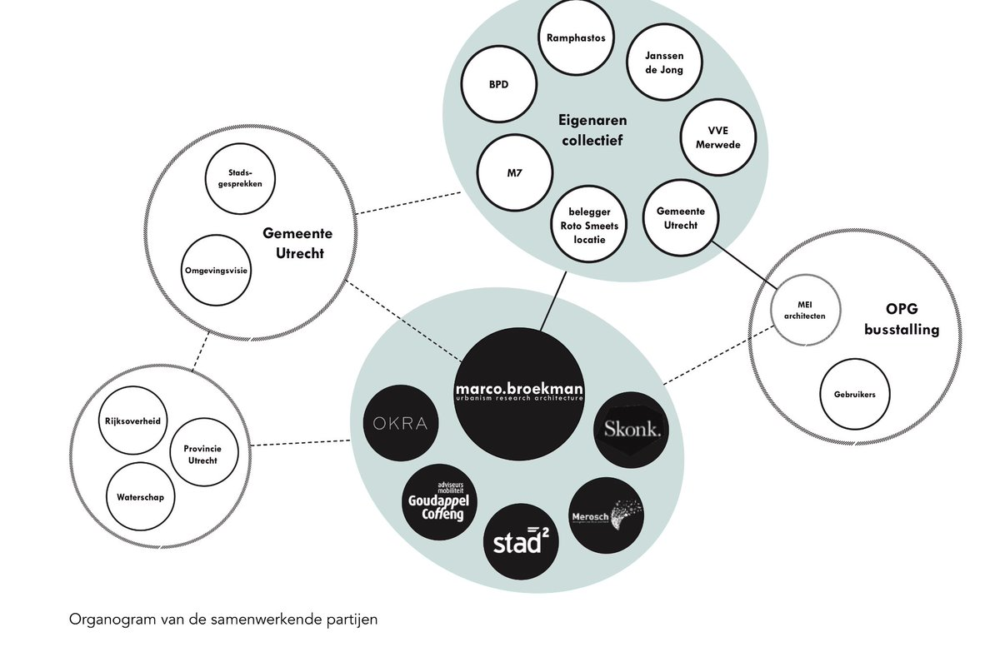 Ramphastos
Janssen
de Jong
BPD
Eigenaren
collectief
VVE
Merwede
M7
belegger
Roto Smeets
locatie
Gemeente
Utrecht
Stads-
gesprekken
Gemeente
Utrecht
Omgevingsvisie
MEI
architecten
OPG
busstalling
Gebruikers
marco.broekman
urbanism research architecture
OKRA
Skonk.
Rijksoverheid
Provincie
Utrecht
Waterschap
adviseurs
mobiliteit
Goudappel
Coffeng
stad²
Merosch
Organogram van de samenwerkende partijen